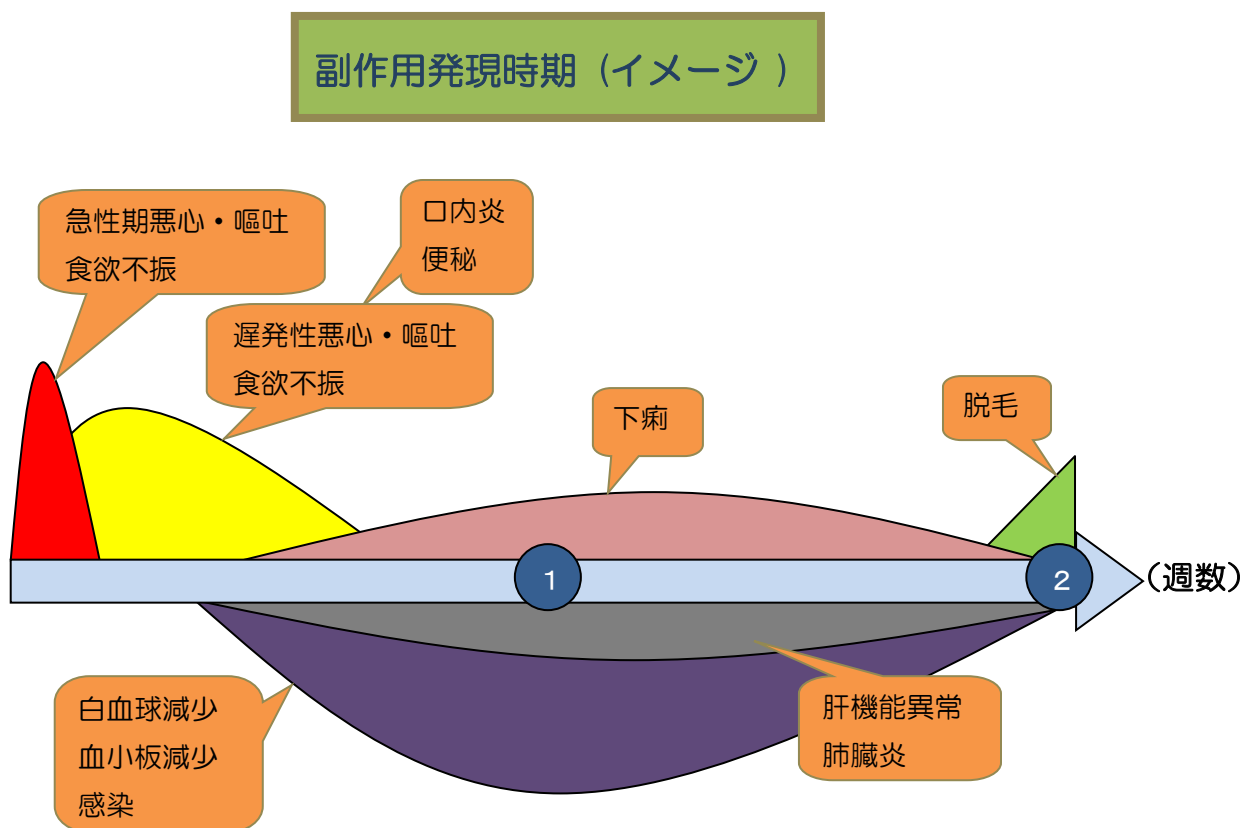 副作用発現時期（イメージ ）
急性期悪心・嘔吐
食欲不振
口内炎
便秘
遅発性悪心・嘔吐
食欲不振
下痢
脱毛
1
2
（週数）
白血球減少
血小板減少
感染
肝機能異常
肺臓炎